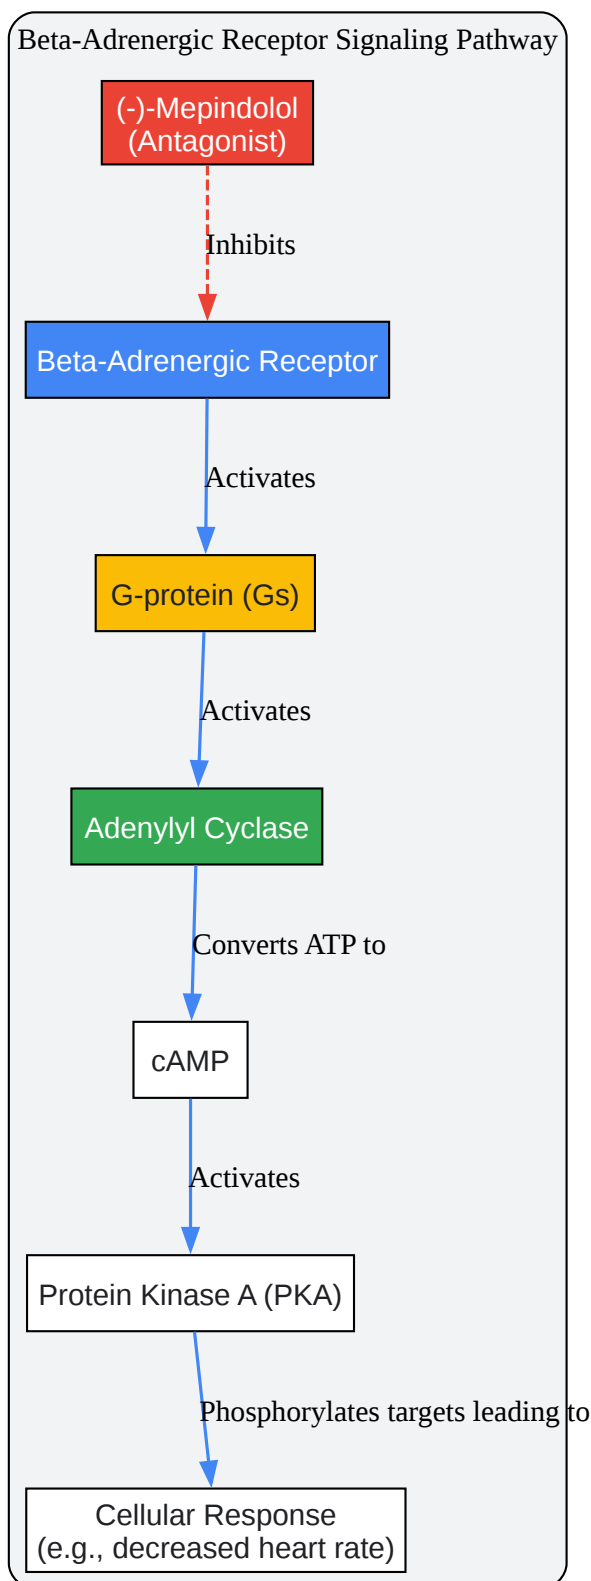 Beta-Adrenergic Receptor Signaling Pathway
(-)-Mepindolol
(Antagonist)
Inhibits
Beta-Adrenergic Receptor
Activates
G-protein (Gs)
Activates
Adenylyl Cyclase
Converts ATP to
cAMP
Activates
Protein Kinase A (PKA)
Phosphorylates targets leading to
Cellular Response
(e.g., decreased heart rate)